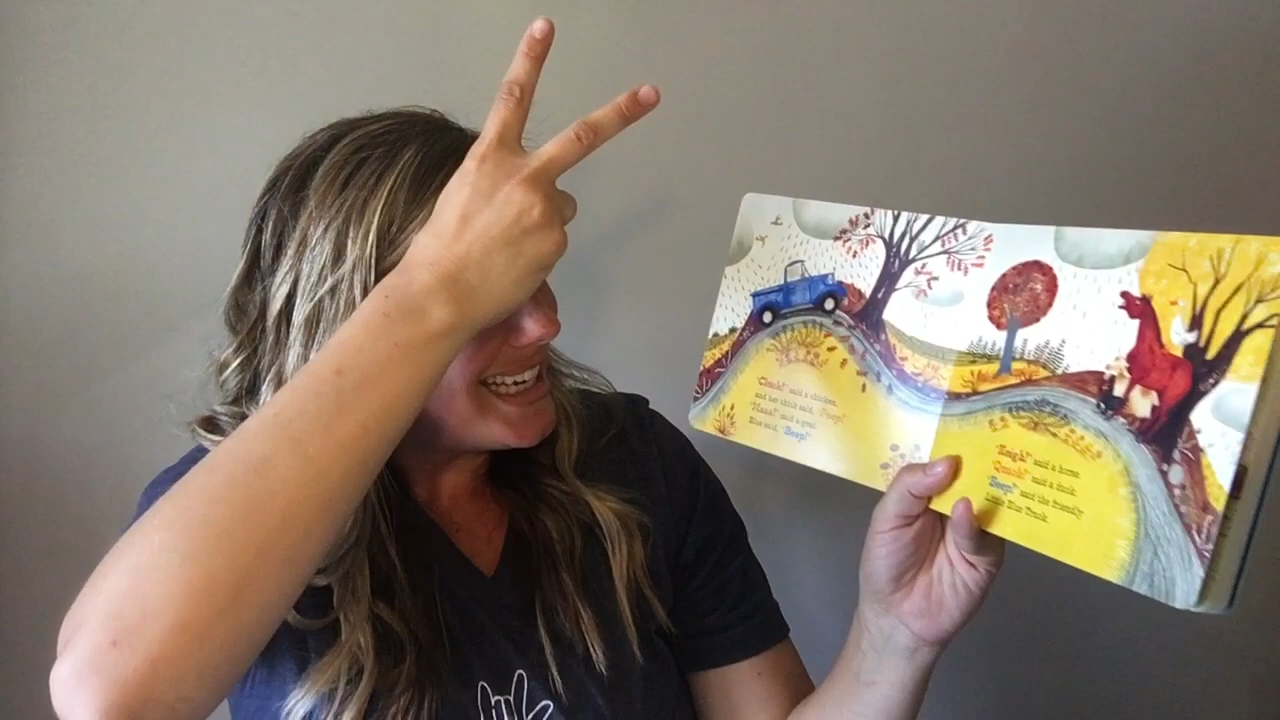 "Cluck!" said a chicken,
and her chick said, "Peep!"
"Maaa!" said a goat.
Blue said, "Beep!"
"Neigh!" said a horse.
"Quack!" said a duck.
"Beep!" said the friendly
Little Blue Truck.